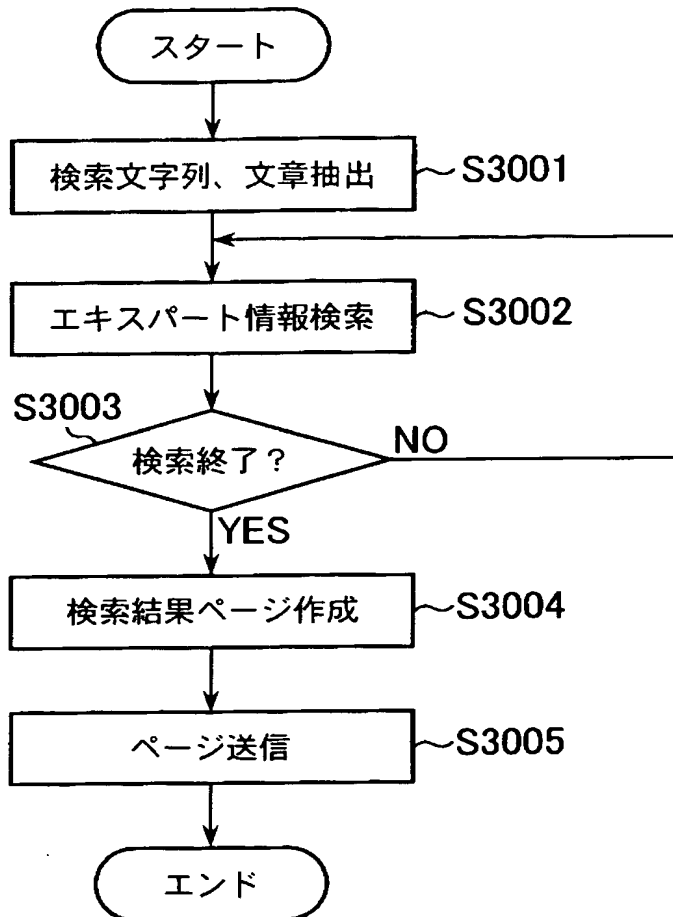 スタート
検索文字列、文章抽出
S3001
エキスパート情報検索
S3002
S3003
検索終了?
NO
YES
検索結果ページ作成
S3004
ページ送信
S3005
エンド